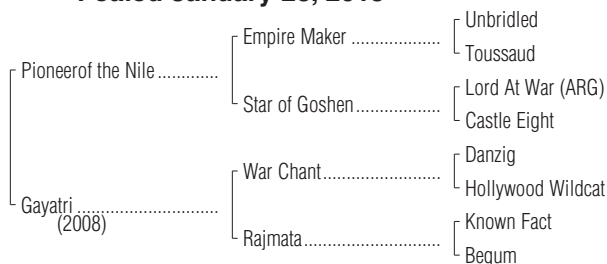 Unbridled
Empire Maker ....................
Toussaud
Pioneerof the Nile .............
Lord At War (ARG)
Star of Goshen .................
Castle Eight
Danzig
War Chant.........................
Hollywood Wildcat
Gayatri ..............................
(2008)
Known Fact
Rajmata.............................
Begum